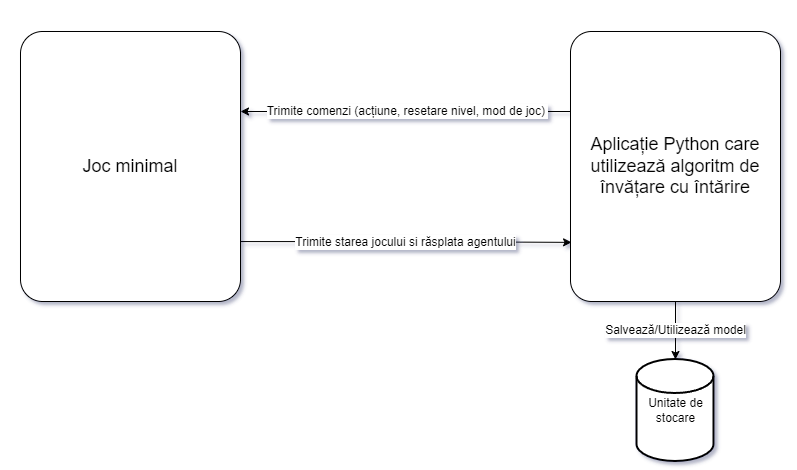 Trimite comenzi (acțiune, resetare nivel, mod de joc)
Joc minimal
Aplicație Python care
utilizează algoritm de
învățare cu întărire
Trimite starea jocului si răsplata agentului
Salvează/Utilizează model
Unitate de
stocare